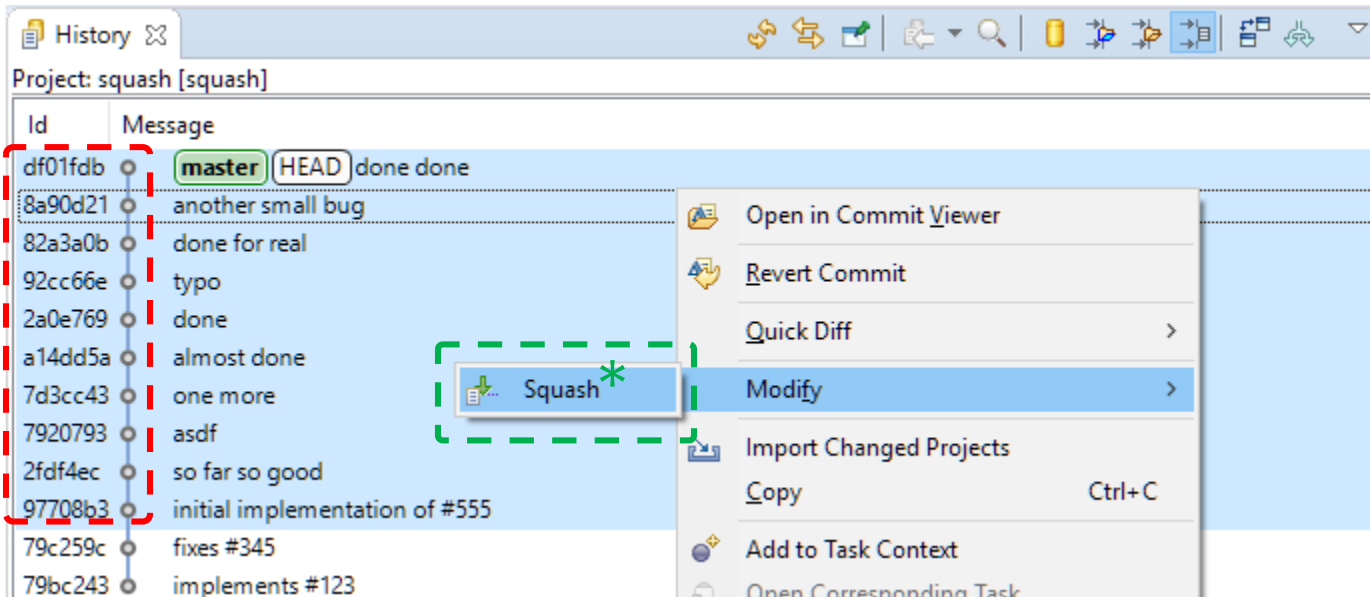 History
Project: squash [squash]
Id Message
df01fdb master HEAD done done
8a90d21 another small bug
82a3a0b done for real
92cc66e typo
2a0e769 done
a14dd5a almost done
7d3cc43 one more
7920793 asdf
2fdf4ec so far so good
97708b3 initial implementation of #555
79c259c fixes #345
79bc243 implements #123
Open in Commit Viewer
Revert Commit
Quick Diff >
Squash* Modify >
Import Changed Projects
Copy Ctrl+C
Add to Task Context
Open Corresponding Task